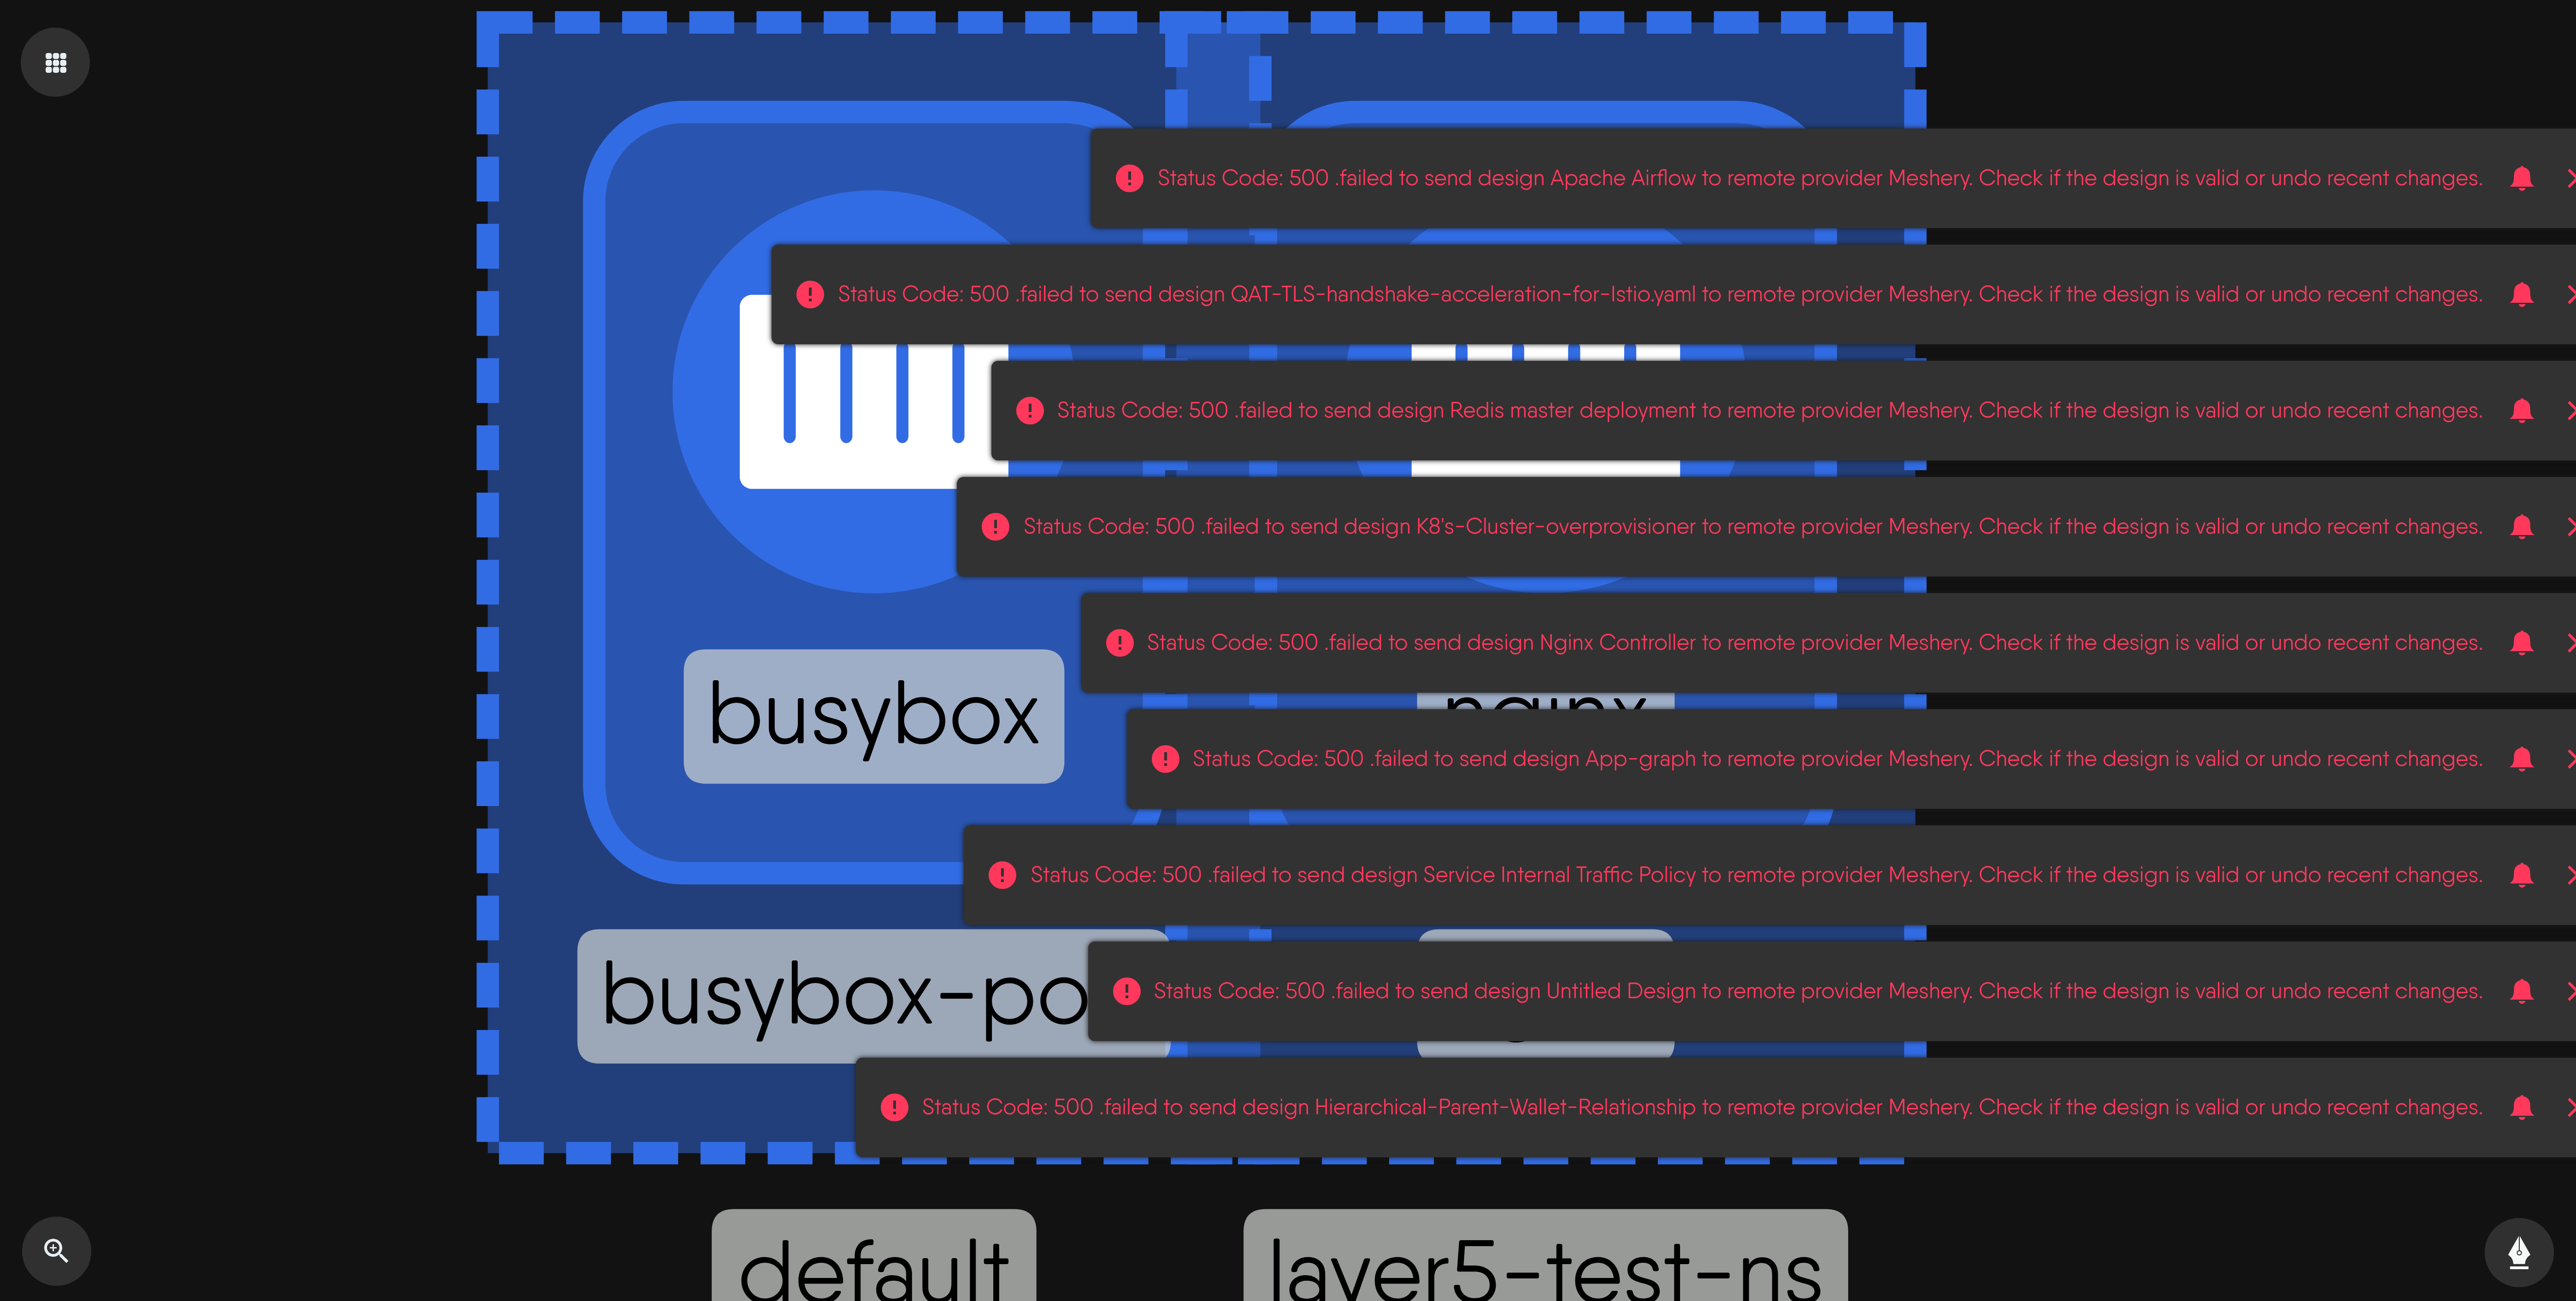 Status Code: 500 .failed to send design Apache Airflow to remote provider Meshery. Check if the design is valid or undo recent changes.
Status Code: 500 .failed to send design QAT-TLS-handshake-acceleration-for-Istio.yaml to remote provider Meshery. Check if the design is valid or undo recent changes.
Status Code: 500 .failed to send design Redis master deployment to remote provider Meshery. Check if the design is valid or undo recent changes.
Status Code: 500 .failed to send design K8's-Cluster-overprovisioner to remote provider Meshery. Check if the design is valid or undo recent changes.
Status Code: 500 .failed to send design Nginx Controller to remote provider Meshery. Check if the design is valid or undo recent changes.
busybox
nginx
Status Code: 500 .failed to send design App-graph to remote provider Meshery. Check if the design is valid or undo recent changes.
Status Code: 500 .failed to send design Service Internal Traffic Policy to remote provider Meshery. Check if the design is valid or undo recent changes.
busybox-po
Status Code: 500 .failed to send design Untitled Design to remote provider Meshery. Check if the design is valid or undo recent changes.
Status Code: 500 .failed to send design Hierarchical-Parent-Wallet-Relationship to remote provider Meshery. Check if the design is valid or undo recent changes.
default
layer5-test-ns